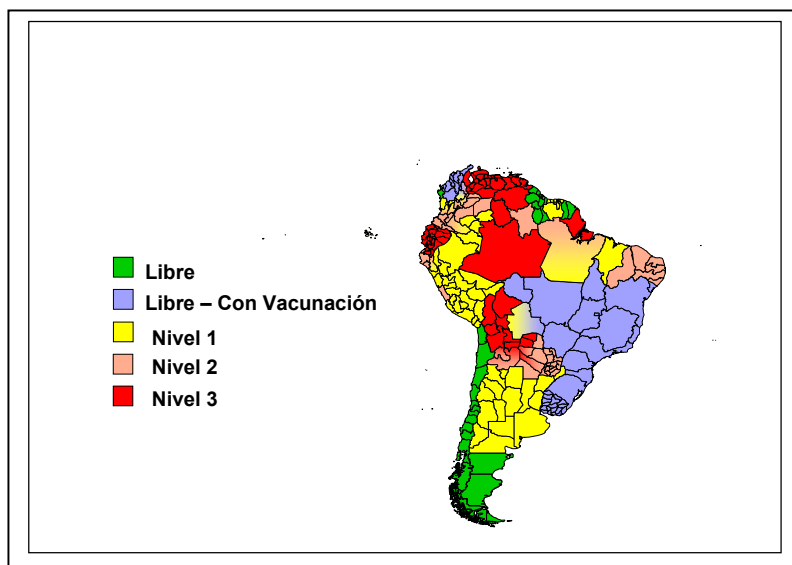 Libre
Libre – Con Vacunación
Nivel 1
Nivel 2
Nivel 3